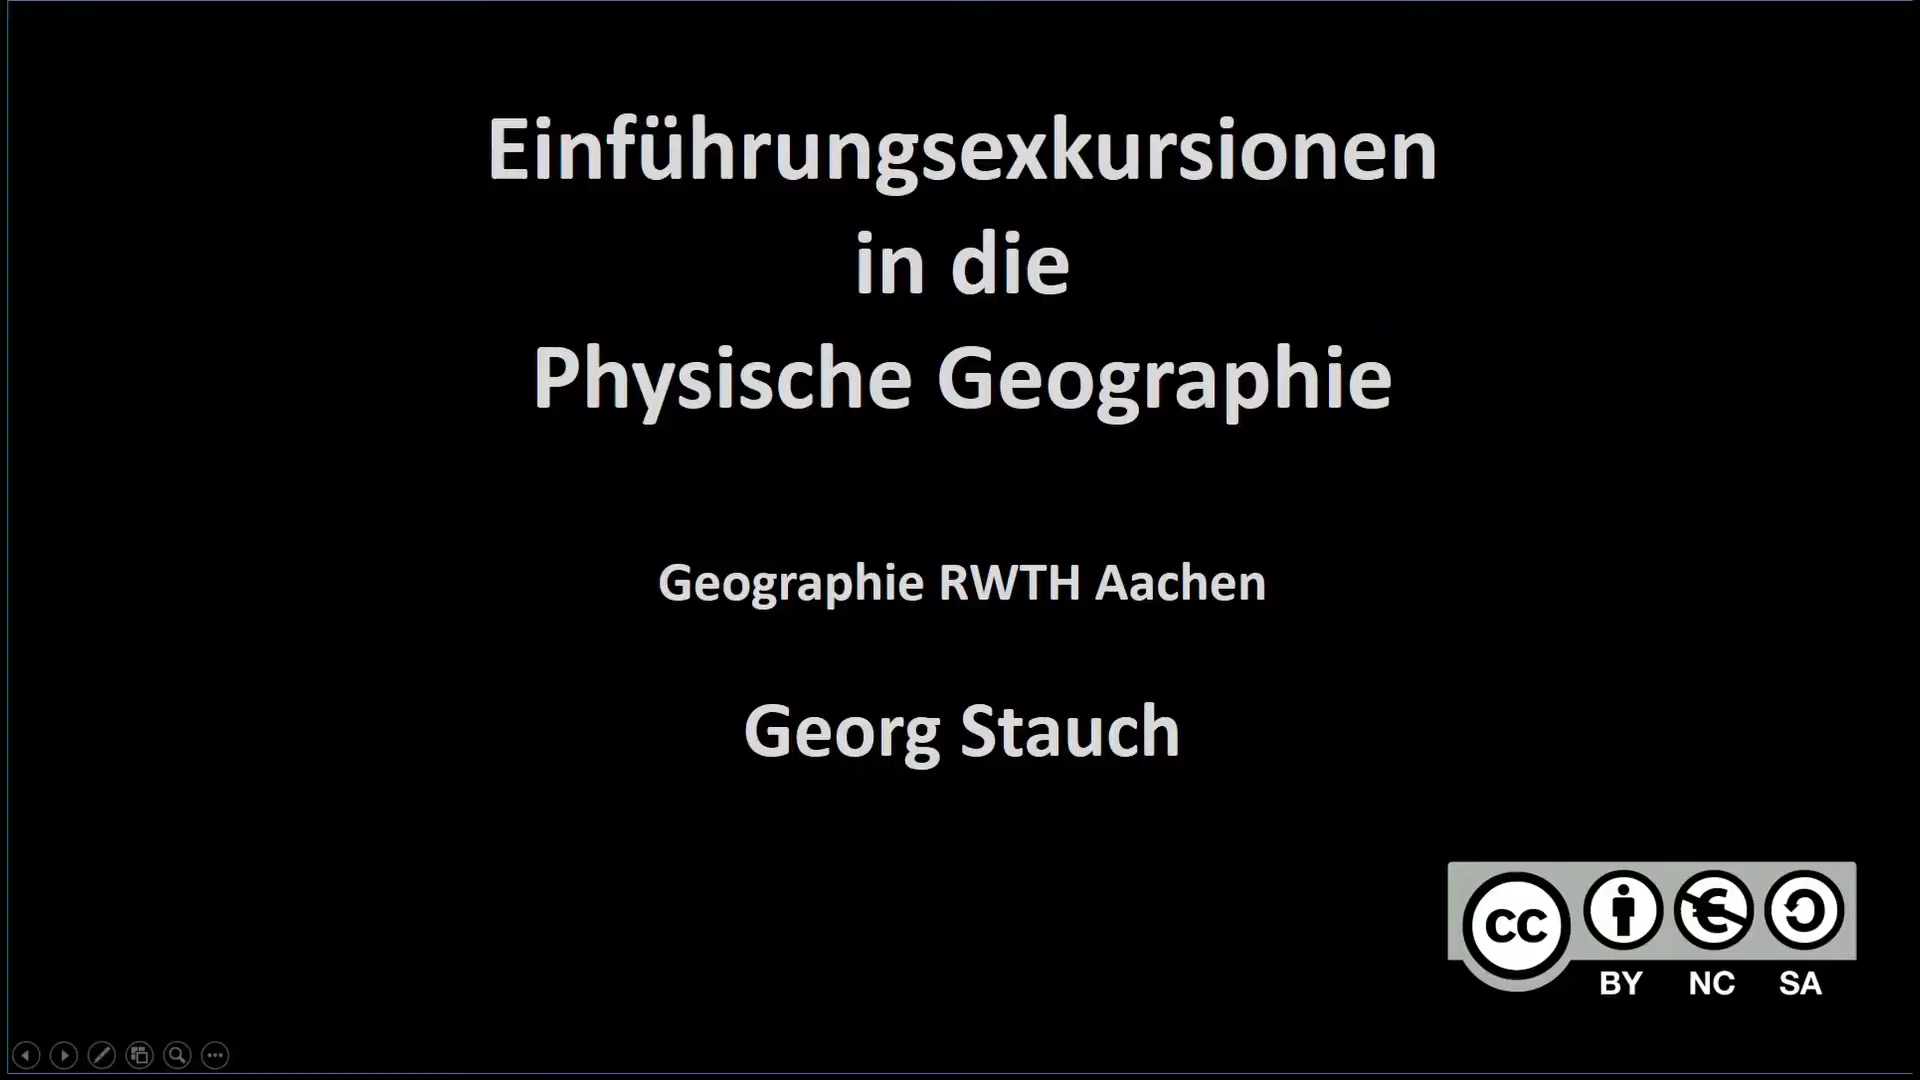 Einführungsexkursionen
in die
Physische Geographie
Geographie RWTH Aachen
Georg Stauch
cc
BY NC SA